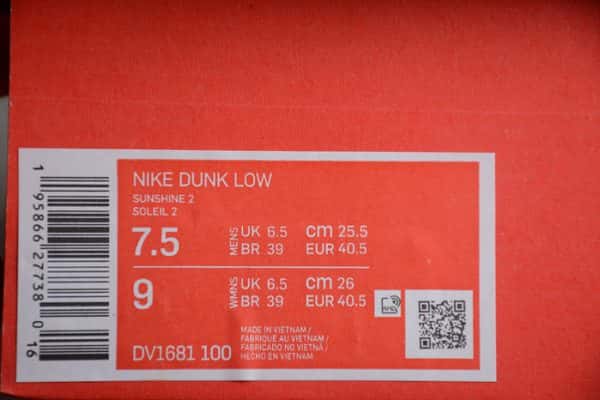 NIKE DUNK LOW
SUNSHINE 2
SOLEIL 2
7.5 MENS UK 6.5 cm 25.5
BR 39 EUR 40.5
9 WMNS UK 6.5 cm 26
BR 39 EUR 40.5
MADE IN VIETNAM /
FABRIQUÉ AU VIETNAM /
FABRICADO NO VIETNÃ /
HECHO EN VIETNAM
DV1681 100
1 95866 27738 0 16